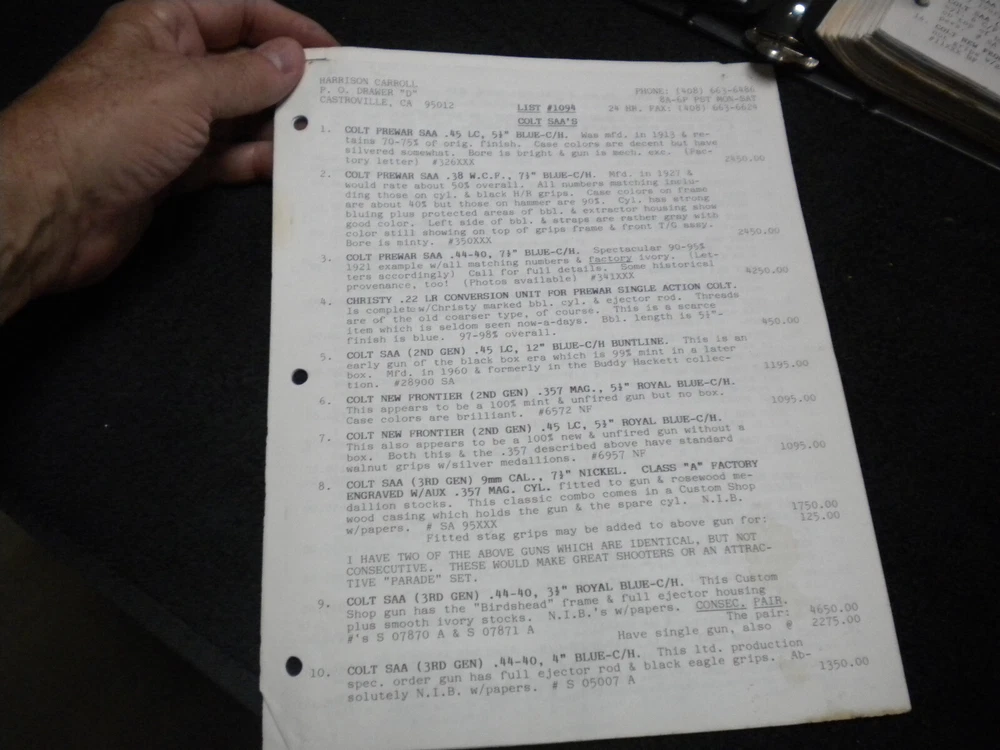 HARRISON CARROLL
P. O. DRAWER "D"
CASTROVILLE, CA 95012
PHONE: (408) 663-6486
8A-6P PDT MON-SAT
24 HR. FAX: (408) 663-6624
LIST #1094
COLT SAA'S
1. COLT PREWAR SAA .45 LC, 5½" BLUE-C/H. Was mfd. in 1913 & re-
tains 70-75% of orig. finish. Case colors are decent but have
silvered somewhat. Bore is bright & gun is mech. exc. (Fac-
tory letter) #326XXX 2450.00
2. COLT PREWAR SAA .38 W.C.F., 7½" BLUE-C/H. Mfd. in 1927 &
would rate about 50% overall. All numbers matching inclu-
ding those on cyl. & black H/R grips. Case colors on frame
are about 40% but those on hammer are 90%. Cyl. has strong
bluing plus protected areas of bbl. & extractor housing show
good color. Left side of bbl. & straps are rather gray with
color still showing on top of grips frame & front T/G assy.
Bore is minty. #350XXX 2450.00
3. COLT PREWAR SAA .44-40, 7½" BLUE-C/H. Spectacular 90-95%
1921 example w/all matching numbers & factory ivory. (Let-
ters accordingly) Call for full details. Some historical
provenance, too! (Photos available) #341XXX 4250.00
4. CHRISTY .22 LR CONVERSION UNIT FOR PREWAR SINGLE ACTION COLT.
Is complete w/Christy marked bbl. cyl. & ejector rod. Threads
are of the old coarser type, of course. This is a scarce
item which is seldom seen now-a-days. Bbl. length is 5½"-
finish is blue. 97-98% overall. 450.00
5. COLT SAA (2ND GEN) .45 LC, 12" BLUE-C/H BUNTLINE. This is an
early gun of the black box era which is 99% mint in a later
box. Mfd. in 1960 & formerly in the Buddy Hackett collec-
tion. #28900 SA 1195.00
6. COLT NEW FRONTIER (2ND GEN) .357 MAG., 5½" ROYAL BLUE-C/H.
This appears to be a 100% mint & unfired gun but no box.
Case colors are brilliant. #6572 NF 1095.00
7. COLT NEW FRONTIER (2ND GEN) .45 LC, 5½" ROYAL BLUE-C/H.
This also appears to be a 100% new & unfired gun without a
box. Both this & the .357 described above have standard
walnut grips w/silver medallions. #6957 NF 1095.00
8. COLT SAA (3RD GEN) 9mm CAL., 7½" NICKEL. CLASS "A" FACTORY
ENGRAVED W/AUX .357 MAG. CYL. fitted to gun & rosewood me-
dallion stocks. This classic combo comes in a Custom Shop
wood casing which holds the gun & the spare cyl. N.I.B.
w/papers. # SA 95XXX 1750.00
Fitted stag grips may be added to above gun for: 125.00
I HAVE TWO OF THE ABOVE GUNS WHICH ARE IDENTICAL, BUT NOT
CONSECUTIVE. THESE WOULD MAKE GREAT SHOOTERS OR AN ATTRAC-
TIVE "PARADE" SET.
9. COLT SAA (3RD GEN) .44-40, 3½" ROYAL BLUE-C/H. This Custom
Shop gun has the "Birdshead" frame & full ejector housing
plus smooth ivory stocks. N.I.B.'s w/papers. CONSEC. PAIR.
#'s S 07870 A & S 07871 A The pair: 4650.00
Have single gun, also # 2275.00
10. COLT SAA (3RD GEN) .44-40, 4" BLUE-C/H. This ltd. production
spec. order gun has full ejector rod & black eagle grips. Ab-
solutely N.I.B. w/papers. # S 05007 A 1350.00